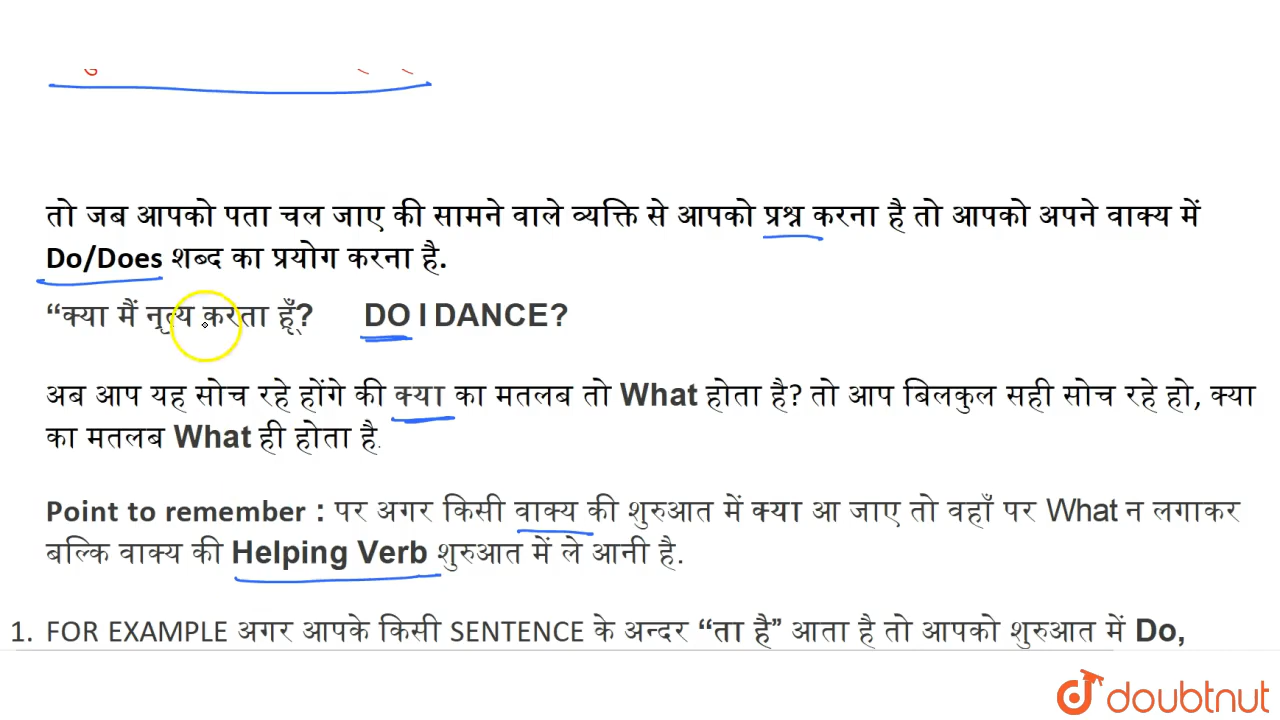 तो जब आपको पता चल जाए की सामने वाले व्यक्ति से आपको प्रश्न करना है तो आपको अपने वाक्य में
Do/Does शब्द का प्रयोग करना है.
“क्या मैं नृत्य करता हूँ? DO I DANCE?
अब आप यह सोच रहे होंगे की क्या का मतलब तो What होता है? तो आप बिलकुल सही सोच रहे हो, क्या
का मतलब What ही होता है.
Point to remember : पर अगर किसी वाक्य की शुरुआत में क्या आ जाए तो वहाँ पर What न लगाकर
बल्कि वाक्य की Helping Verb शुरुआत में ले आनी है.
1. FOR EXAMPLE अगर आपके किसी SENTENCE के अन्दर “ता है” आता है तो आपको शुरुआत में Do,
doubtnut